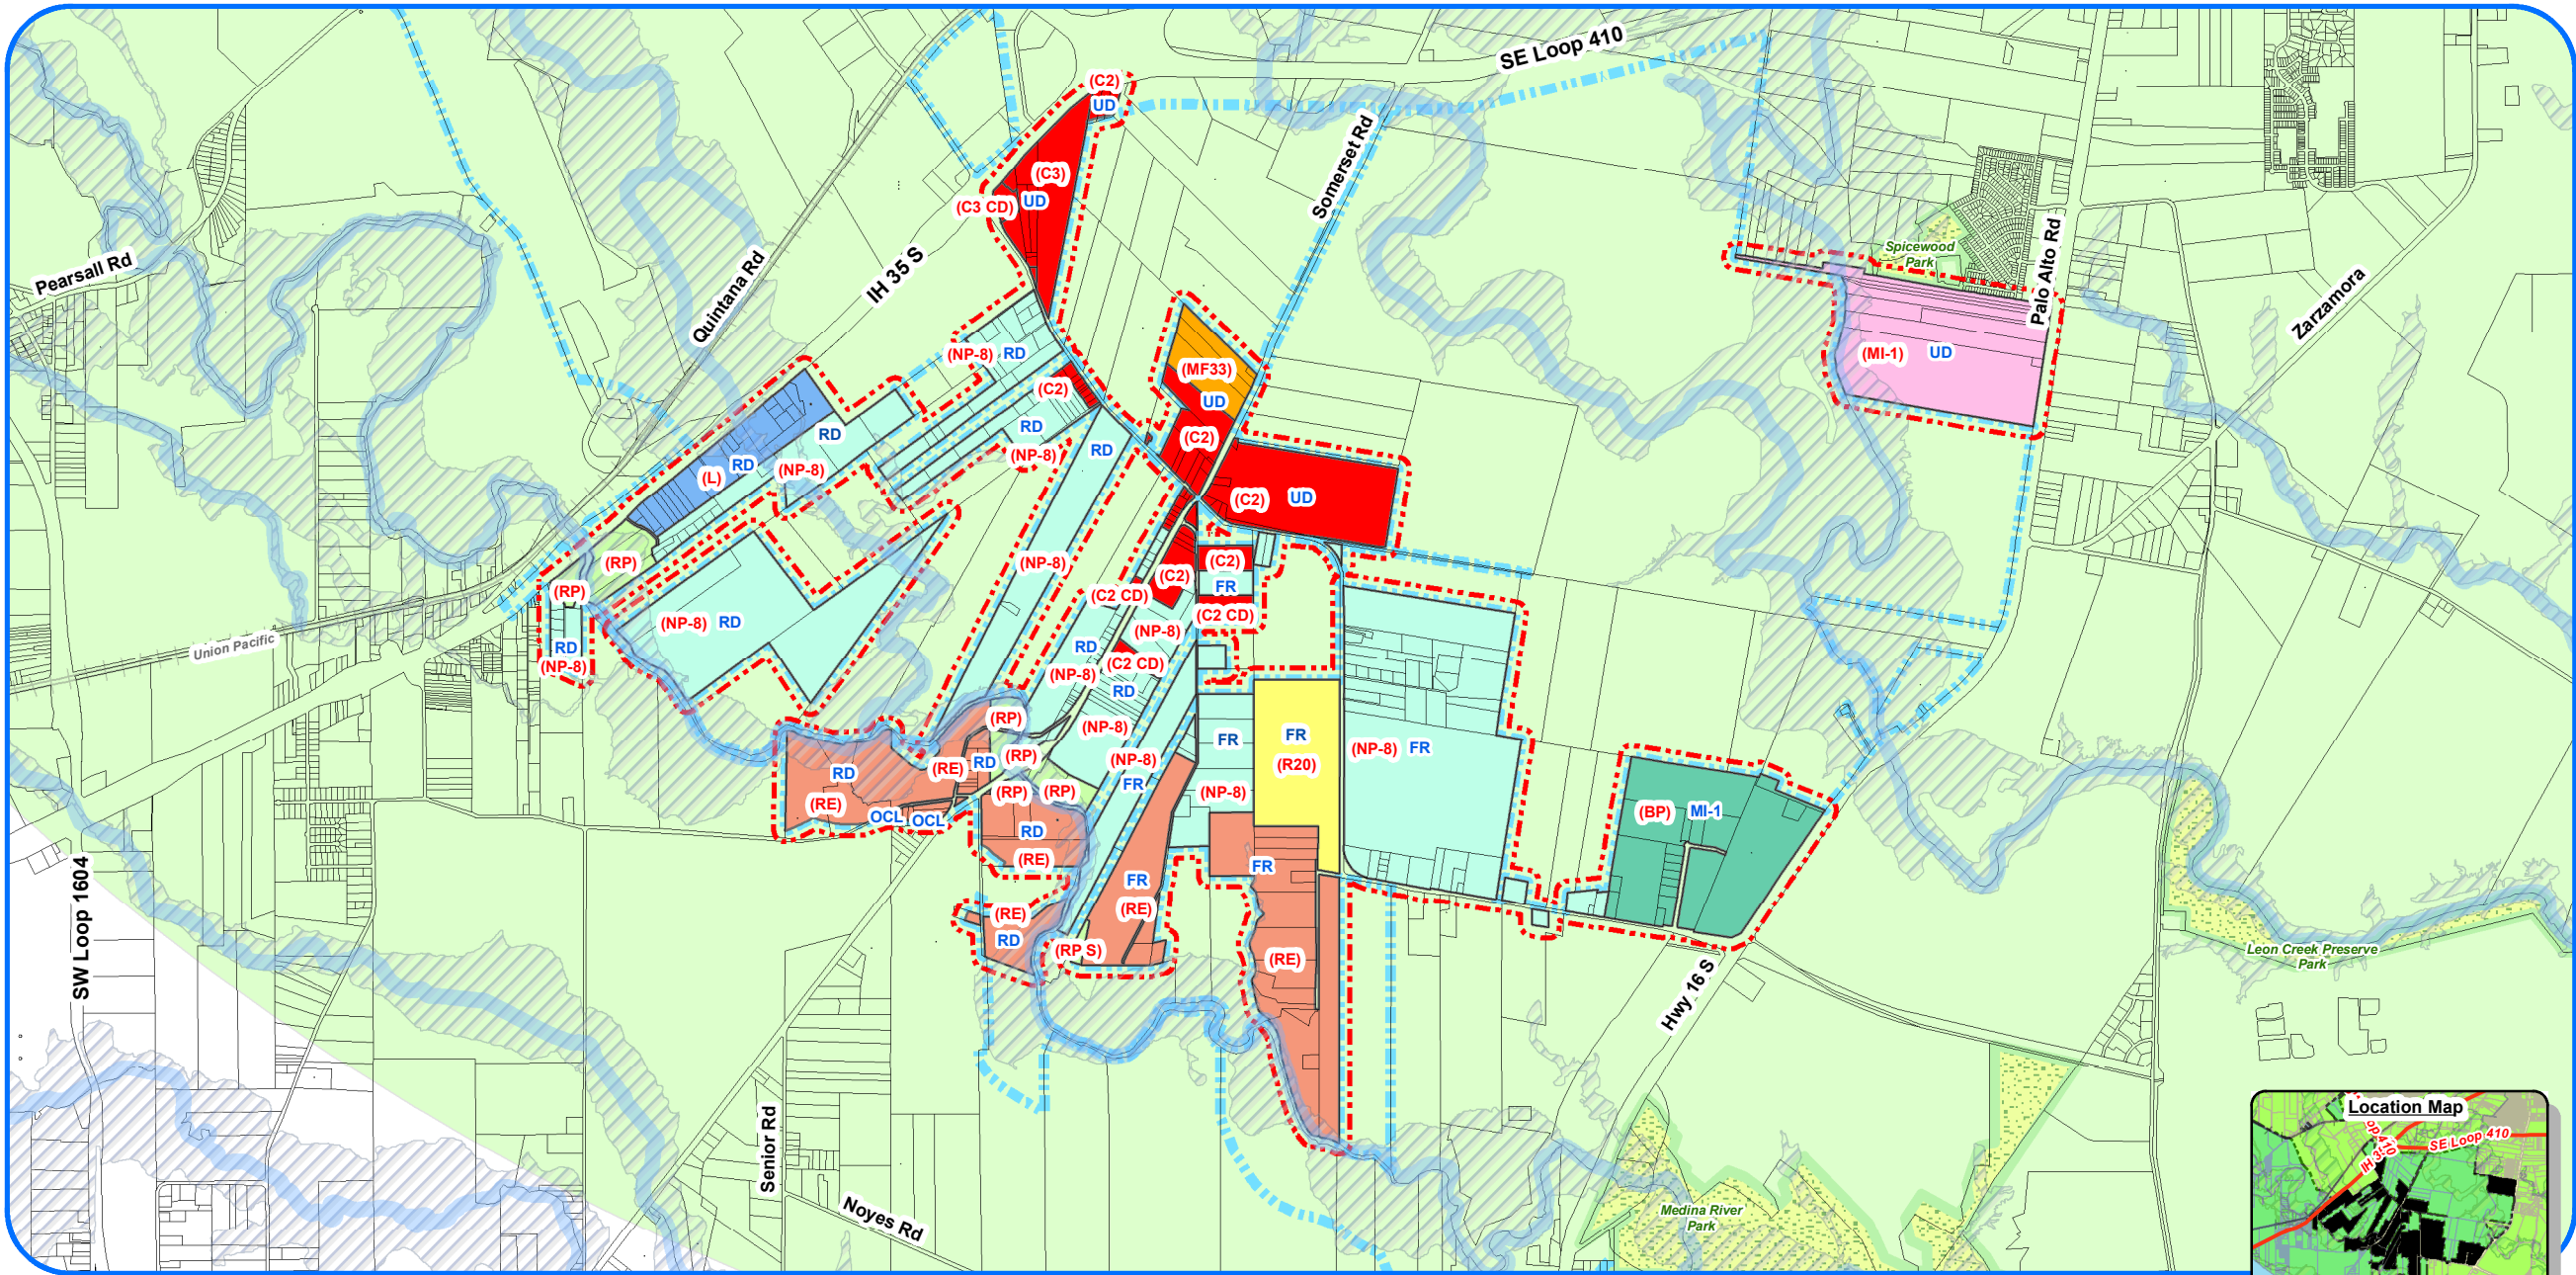 SE Loop 410
(C2)
UD
Somerset Rd
(C3)
UD
(C3 CD)
Spicewood
Park
Palo Alto Rd
Pearsall Rd
Quintana Rd
IH 35 S
Zarzamora
(NP-8)
RD
(MI-1)
UD
(MF33)
UD
(C2)
RD
RD
(NP-8)
RD
(C2)
RD
(L)
(NP-8)
(C2)
UD
(RP)
(NP-8)
(C2)
(C2)
FR
(RP)
(C2 CD)
(C2 CD)
(NP-8)
RD
(NP-8)
Union Pacific
RD
(NP-8)
RD
(C2 CD)
(NP-8)
RD
(RP)
(NP-8)
FR
FR
(R20)
(NP-8)
FR
(RP)
(NP-8)
FR
RD
(RE)
RD
(RE)
(RP)
(RP)
(NP-8)
(BP)
MI-1
OCL
OCL
RD
(RE)
FR
FR
(RE)
(RE)
RD
(RP S)
(RE)
SW Loop 1604
Leon Creek Preserve
Park
Hwy 16 S
Senior Rd
Noyes Rd
Medina River
Park
Location Map
SE Loop 410
IH 35